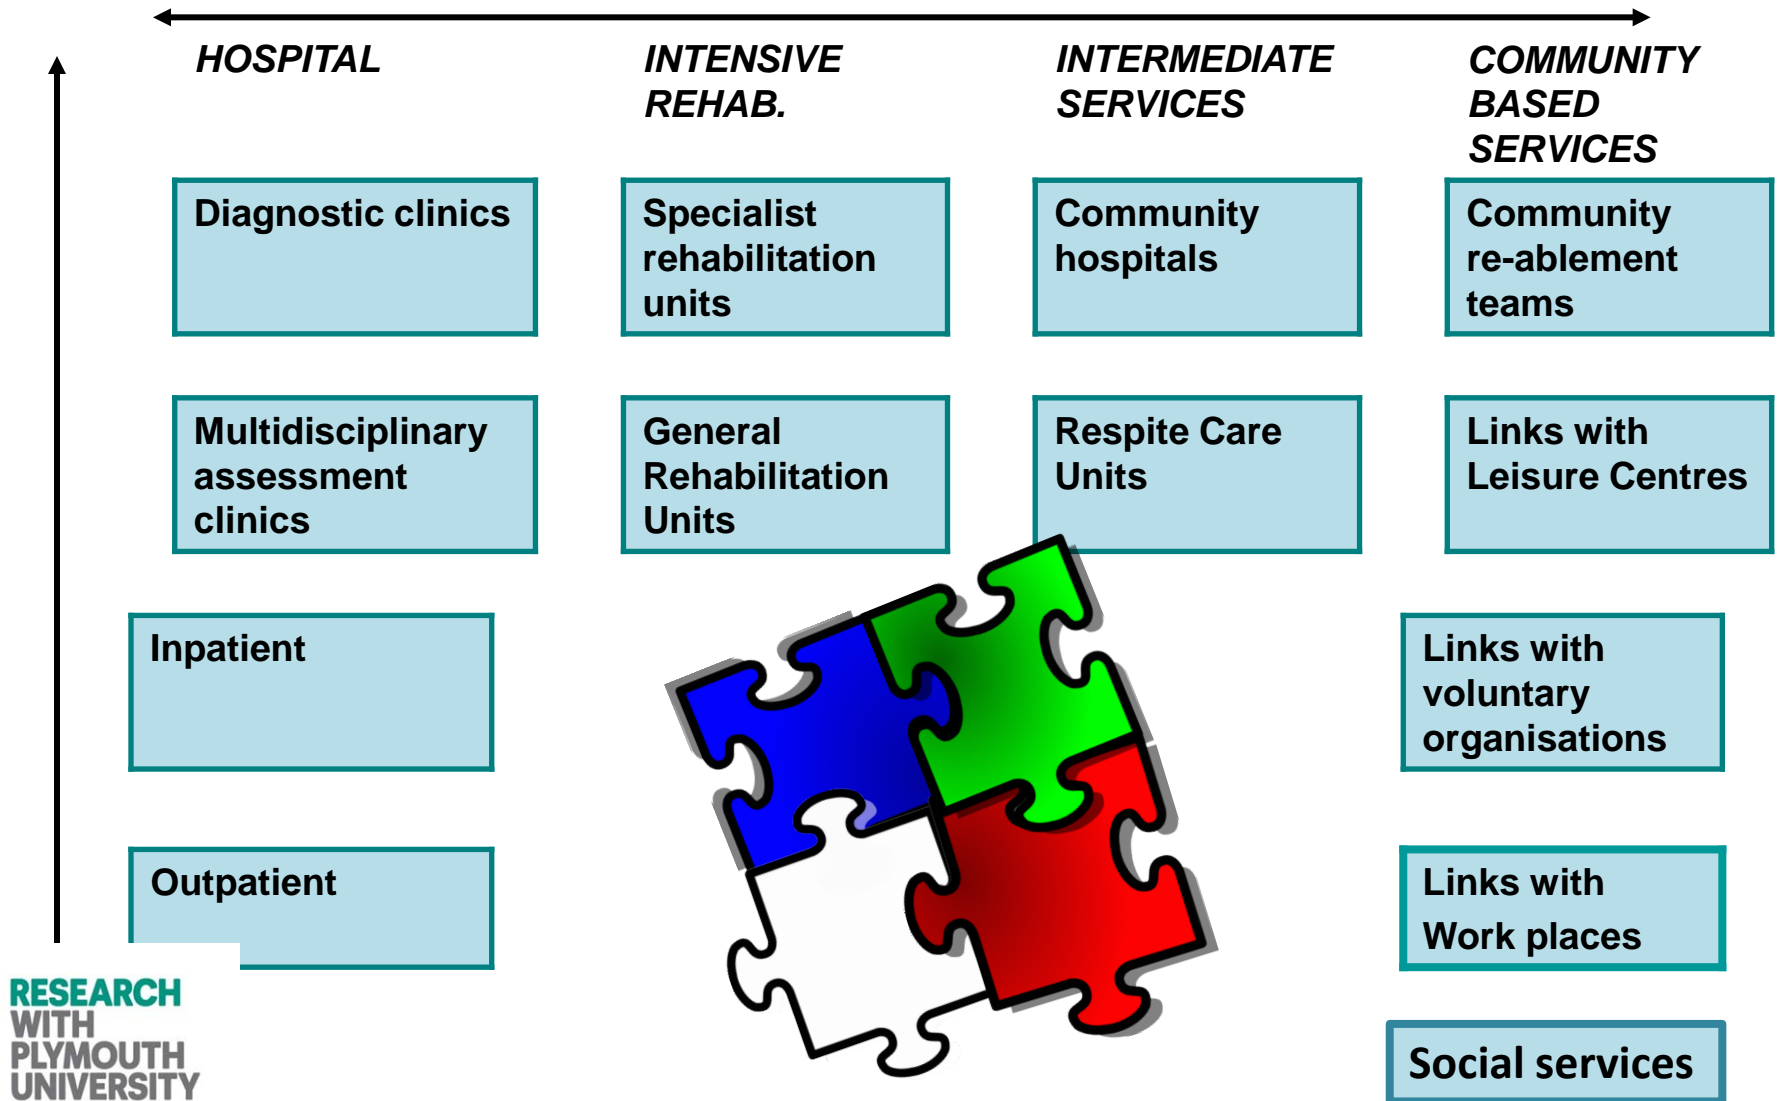 HOSPITAL
INTENSIVE
REHAB.
INTERMEDIATE
SERVICES
COMMUNITY
BASED
SERVICES
Diagnostic clinics
Specialist
rehabilitation
units
Community
hospitals
Community
re-ablement
teams
Multidisciplinary
assessment
clinics
General
Rehabilitation
Units
Respite Care
Units
Links with
Leisure Centres
Inpatient
Links with
voluntary
organisations
Outpatient
Links with
Work places
RESEARCH
WITH
PLYMOUTH
UNIVERSITY
Social services